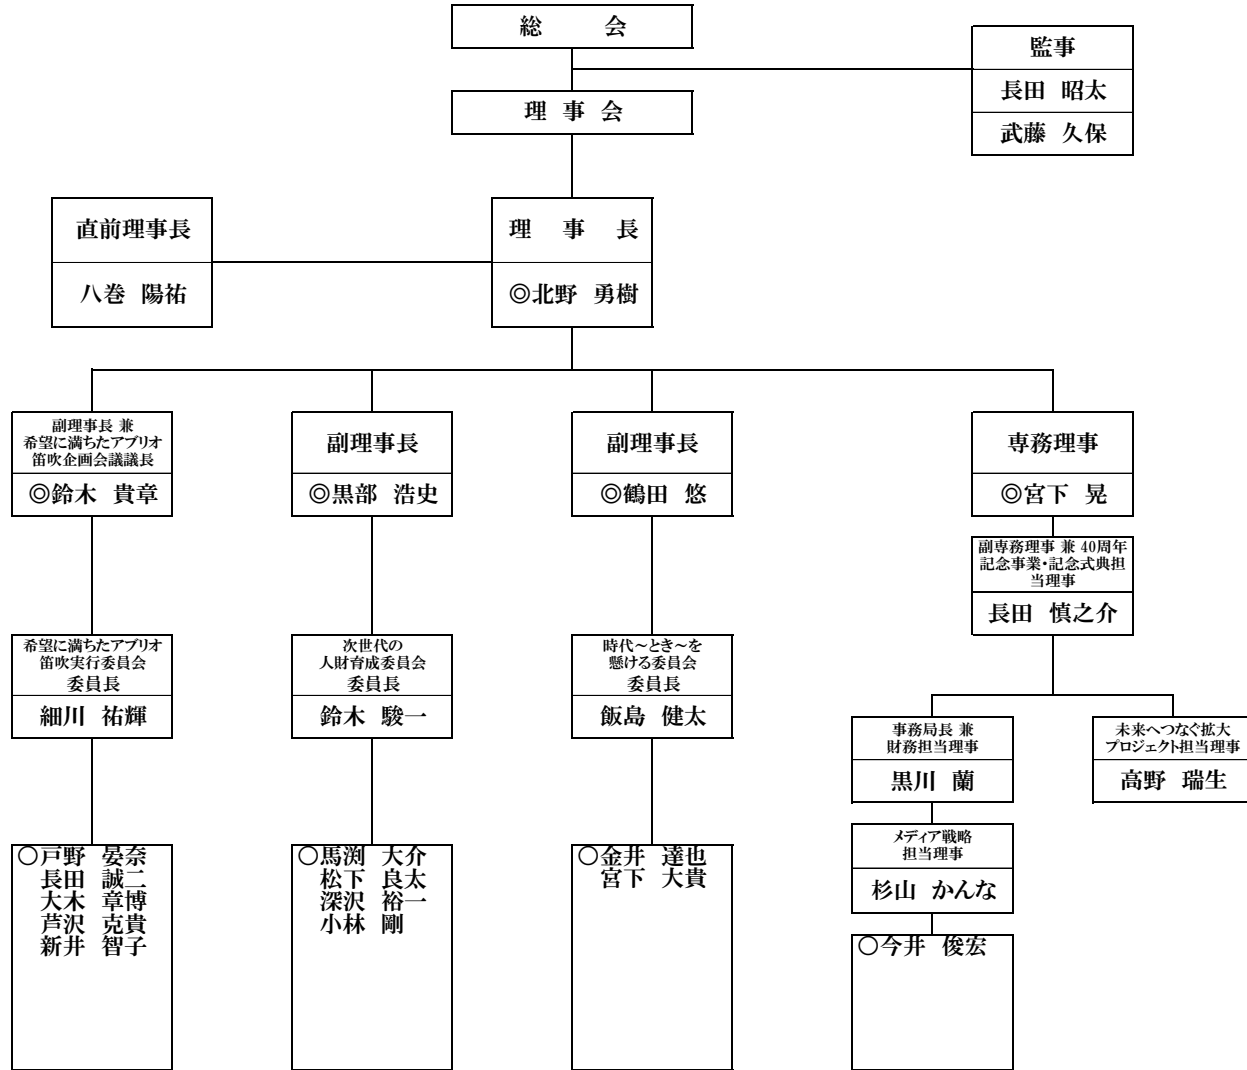 総 会
監事
長田 昭太
武藤 久保
理 事 会
直前理事長
八巻 陽祐
理 事 長
◎北野 勇樹
副理事長 兼
希望に満ちたアブリオ
笛吹企画会議議長
◎鈴木 貴章
副理事長
◎黒部 浩史
副理事長
◎鶴田 悠
専務理事
◎宮下 晃
副専務理事 兼 40周年
記念事業・記念式典担
当理事
長田 慎之介
希望に満ちたアブリオ
笛吹実行委員会
委員長
細川 祐輝
次世代の
人財育成委員会
委員長
鈴木 駿一
時代~とき~を
懸ける委員会
委員長
飯島 健太
事務局長 兼
財務担当理事
黒川 蘭
未来へつなぐ拡大
プロジェクト担当理事
高野 瑞生
メディア戦略
担当理事
杉山 かんな
○戸野 晏奈
長田 誠二
大木 章博
芦沢 克貴
新井 智子
○馬渕 大介
松下 良太
深沢 裕一
小林 剛
○金井 達也
宮下 大貴
○今井 俊宏